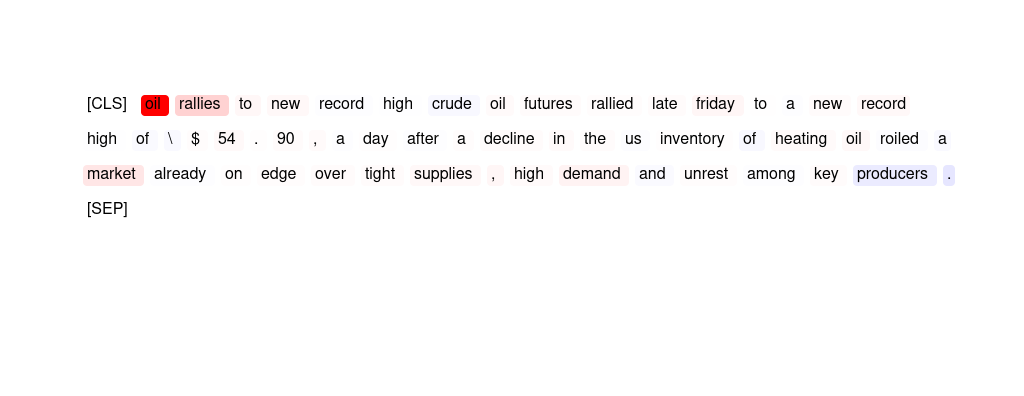 [CLS] oil rallies to new record high crude oil futures rallied late friday to a new record
high of \ $ 54 . 90 , a day after a decline in the us inventory of heating oil roiled a
market already on edge over tight supplies , high demand and unrest among key producers .
[SEP]